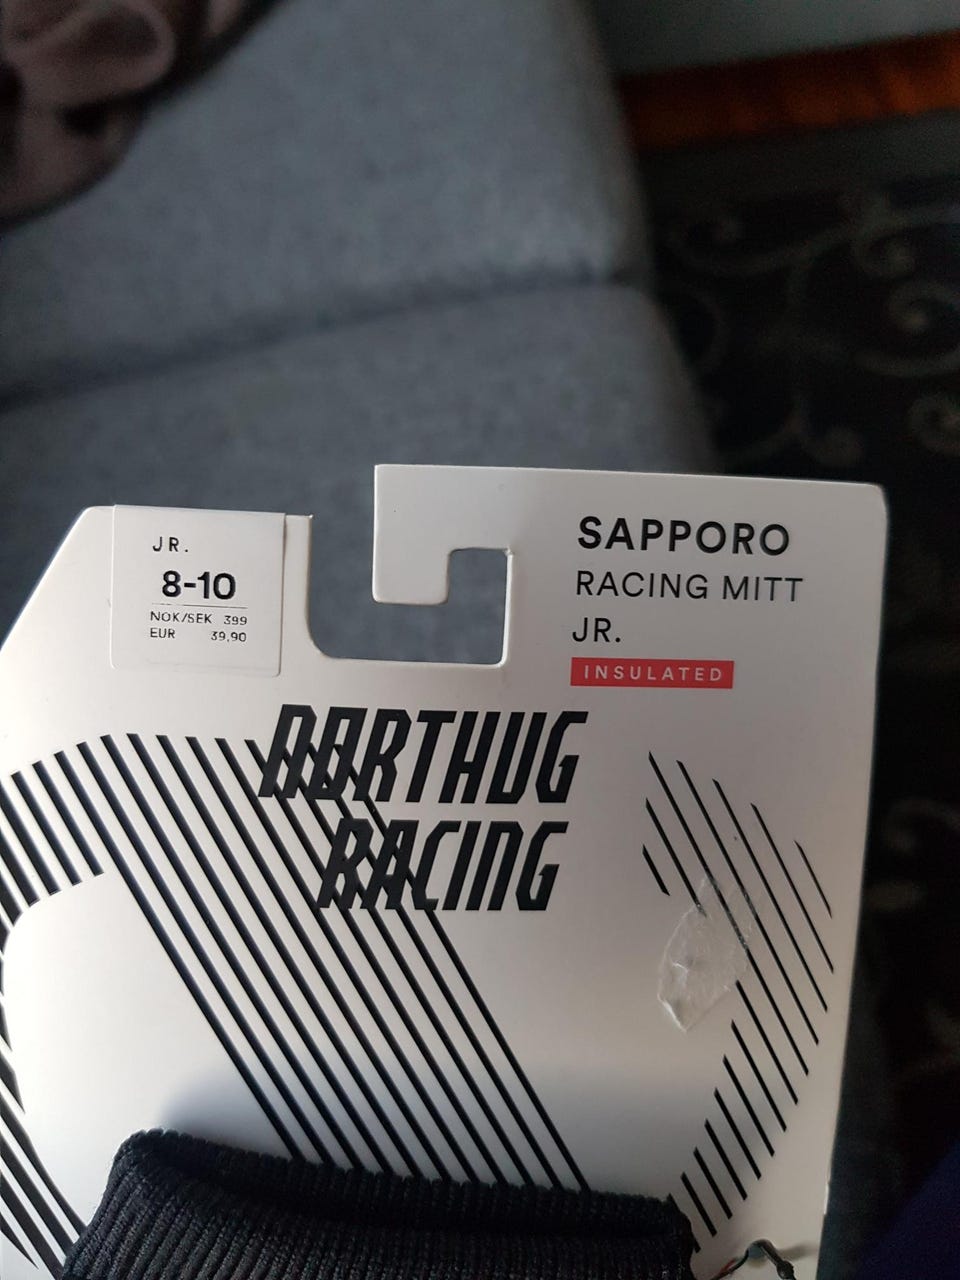 JR.
8-10
NOK/SEK 399
EUR 39,90
SAPPORO
RACING MITT
JR.
INSULATED
NORTHUG
RACING